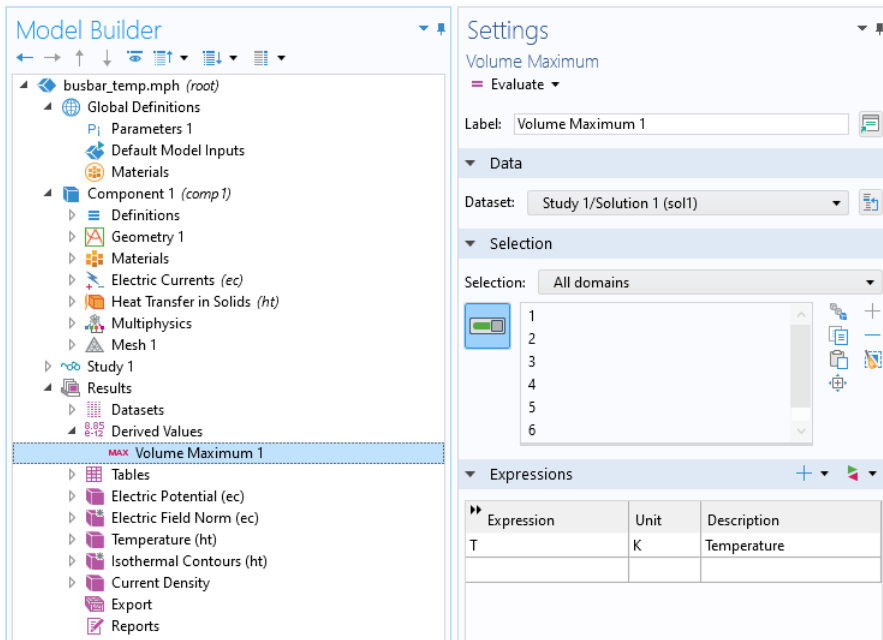 Model Builder
busbar_temp.mph (root)
Global Definitions
Pi Parameters 1
Default Model Inputs
Materials
Component 1 (comp1)
Definitions
Geometry 1
Materials
Electric Currents (ec)
Heat Transfer in Solids (ht)
Multiphysics
Mesh 1
Study 1
Results
Datasets
8.85
e-12
Derived Values
MAX Volume Maximum 1
Tables
Electric Potential (ec)
Electric Field Norm (ec)
Temperature (ht)
Isothermal Contours (ht)
Current Density
Export
Reports
Settings
Volume Maximum
= Evaluate
Label: Volume Maximum 1
Data
Dataset: Study 1/Solution 1 (sol1)
Selection
Selection: All domains
1
2
3
4
5
6
Expressions
Expression Unit Description
T K Temperature